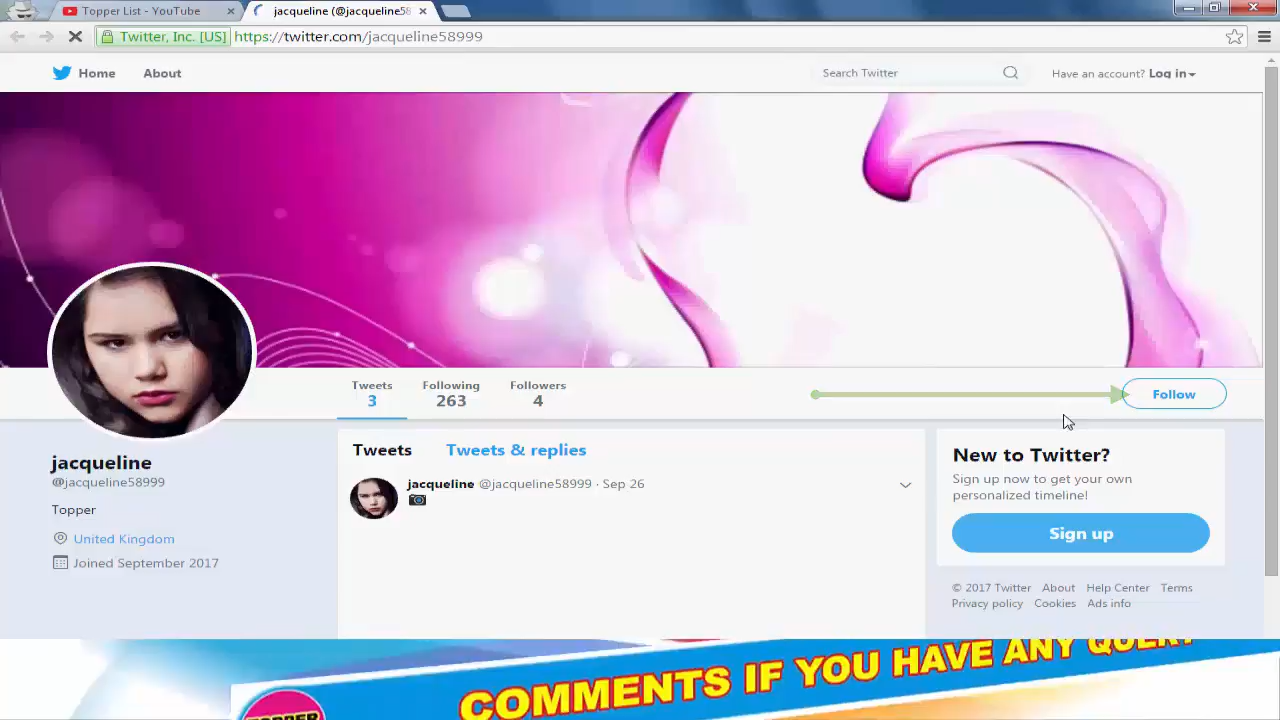 Topper List - YouTube
jacqueline (@jacqueline58
Twitter, Inc. [US] https://twitter.com/jacqueline58999
Home About Search Twitter Have an account? Log in
Tweets Following Followers
3 263 4
Follow
jacqueline
@jacqueline58999
Topper
United Kingdom
Joined September 2017
Tweets Tweets & replies
jacqueline @jacqueline58999 · Sep 26
New to Twitter?
Sign up now to get your own
personalized timeline!
Sign up
© 2017 Twitter About Help Center Terms
Privacy policy Cookies Ads info
COMMENTS IF YOU HAVE ANY QUERY
TOPPER